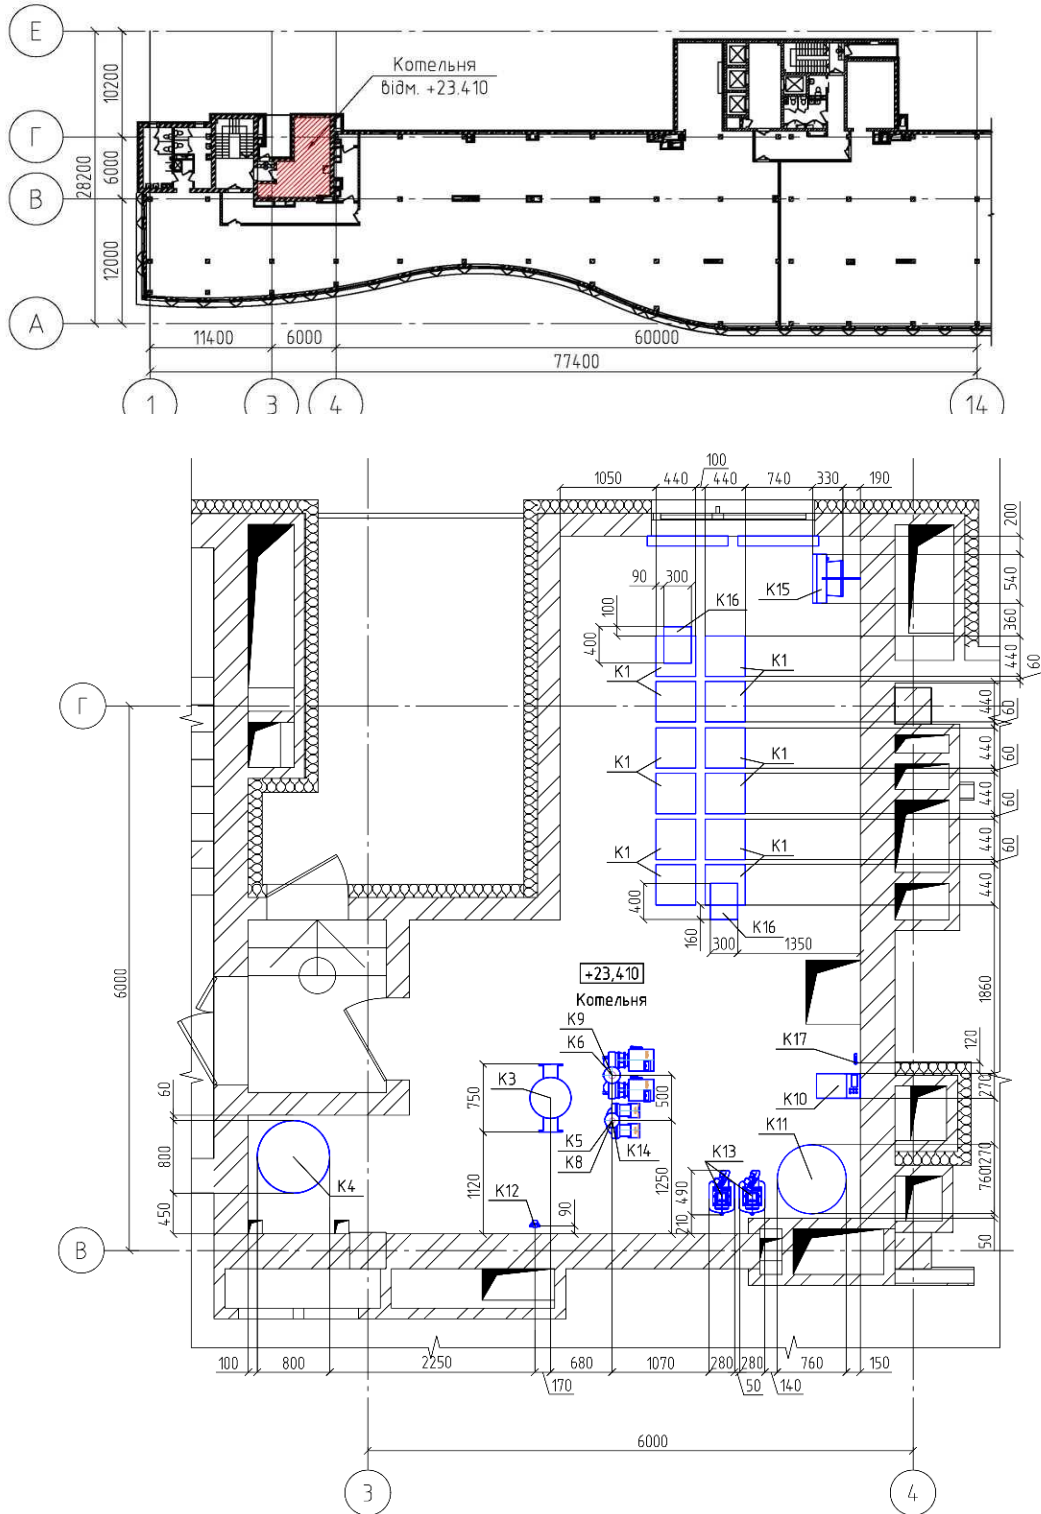 Е
Г
В
А
10200
6000
28200
12000
Котельня
відм. +23.410
11400
6000
60000
77400
1
3
4
14
100
1050
440
440
740
330
190
200
540
360
440
60
440
60
440
60
440
60
440
60
440
90
300
К16
100
400
К15
К1
К1
К1
К1
К1
К1
400
160
300
К16
1350
Г
6000
+23,410
Котельня
К9
К6
К3
750
500
К5
К8
К14
1120
1250
К12
90
К13
490
210
К17
К10
К11
1860
120
270
1270
760
50
60
800
450
К4
В
100
800
2250
170
680
1070
280
280
50
140
760
150
6000
3
4